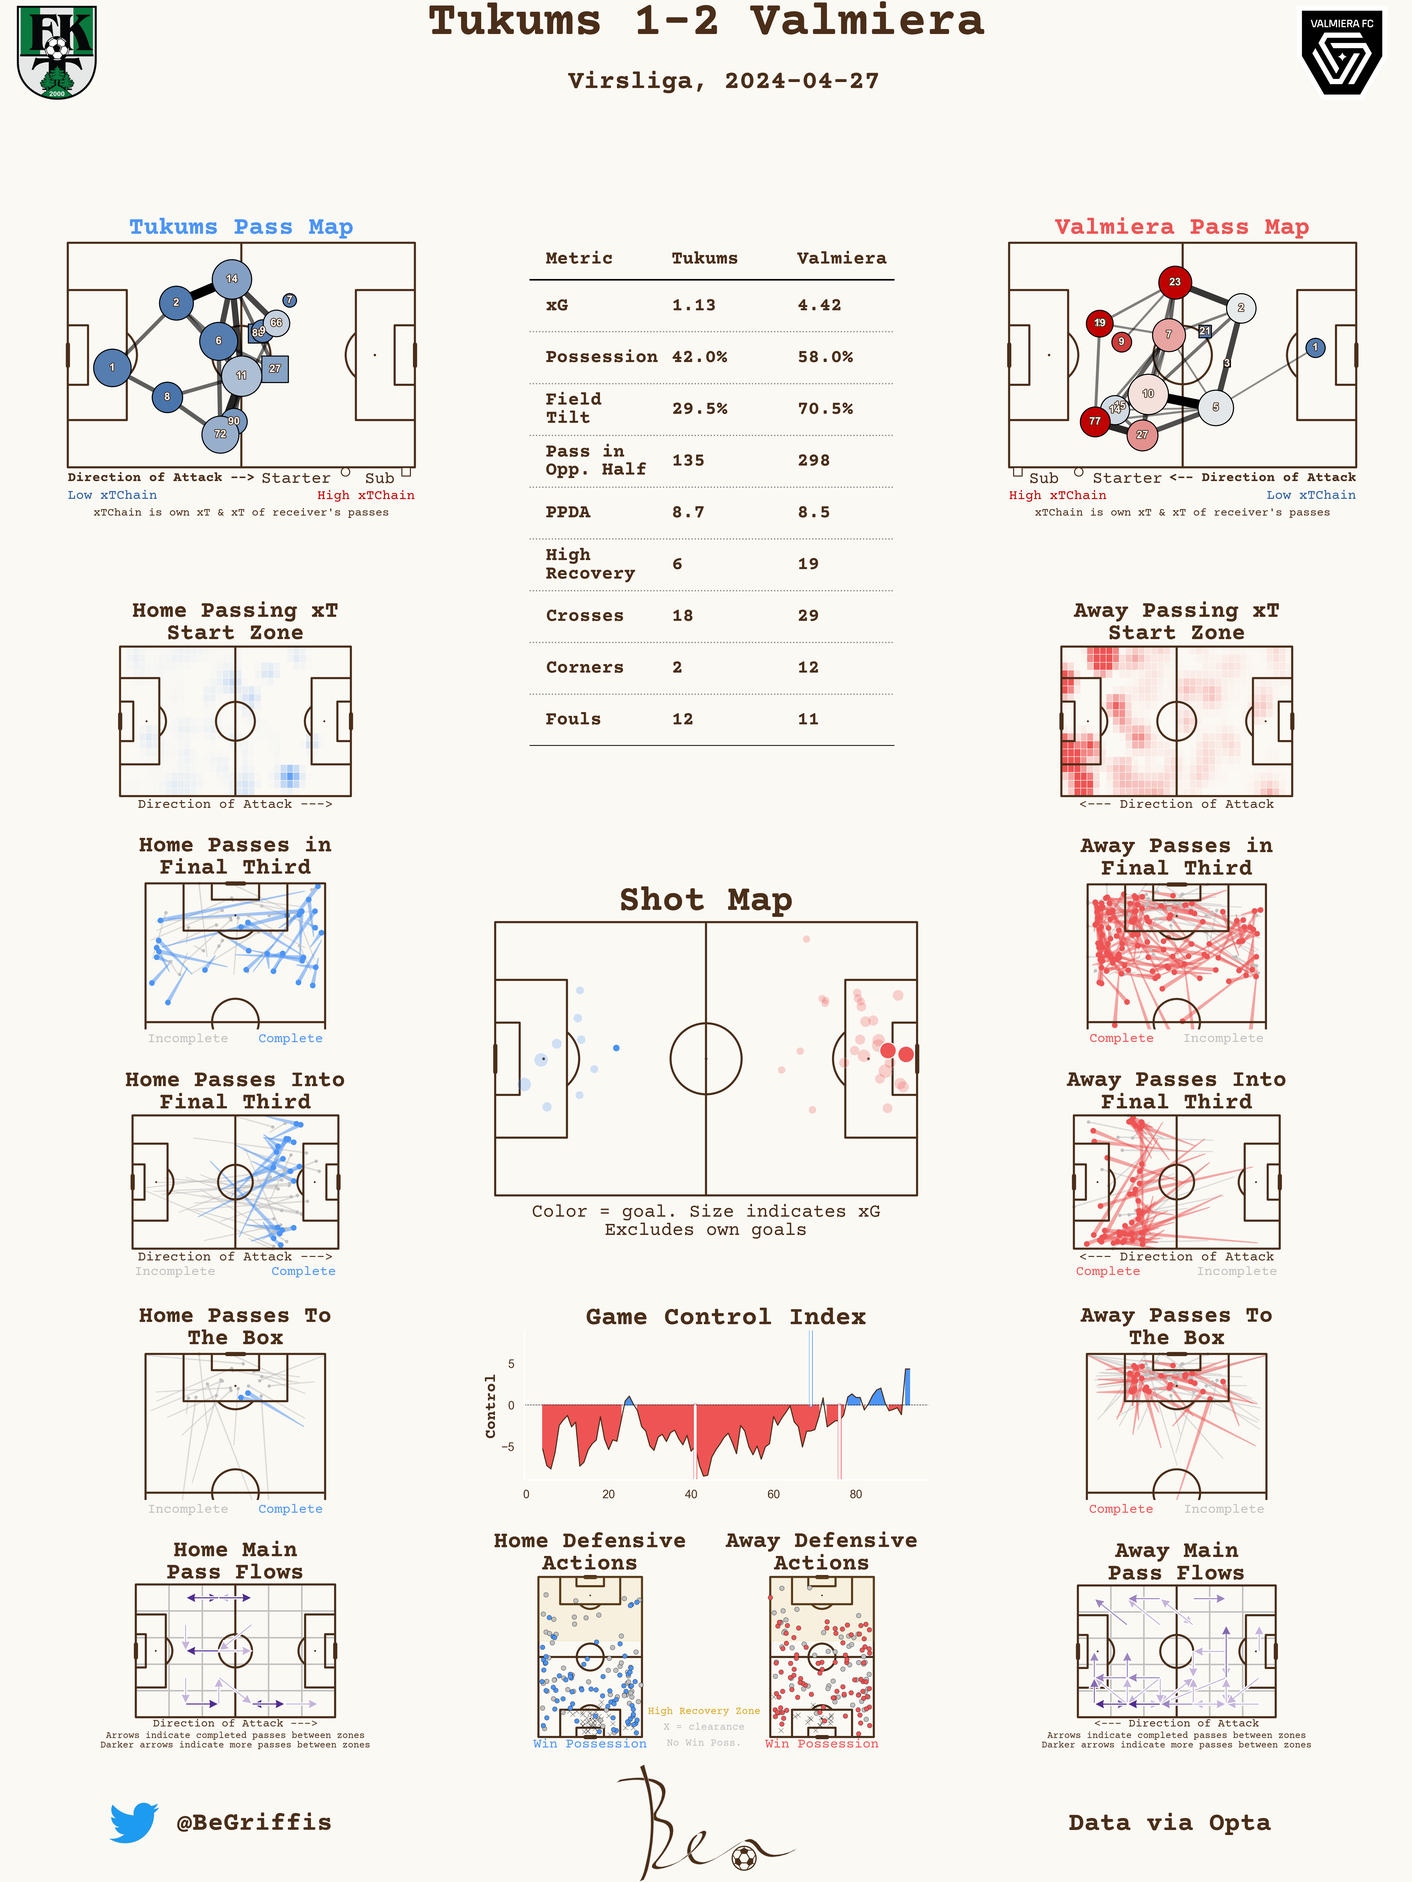 Tukums 1-2 Valmiera
Virsliga, 2024-04-27
FK
2000
VALMIERA FC
Tukums Pass Map
14
2
7
66
6
27
11
1
8
90
72
Direction of Attack --> Starter Sub
Low xTChain High xTChain
xTChain is own xT & xT of receiver's passes
Metric Tukums Valmiera
xG 1.13 4.42
Possession 42.0% 58.0%
Field
Tilt 29.5% 70.5%
Pass in
Opp. Half 135 298
PPDA 8.7 8.5
High
Recovery 6 19
Crosses 18 29
Corners 2 12
Fouls 12 11
Valmiera Pass Map
23
2
19
7
21
9
1
3
10
14
15
5
77
27
Sub Starter <-- Direction of Attack
High xTChain Low xTChain
xTChain is own xT & xT of receiver's passes
Home Passing xT
Start Zone
Direction of Attack --->
Away Passing xT
Start Zone
<--- Direction of Attack
Home Passes in
Final Third
Incomplete Complete
Away Passes in
Final Third
Complete Incomplete
Shot Map
Color = goal. Size indicates xG
Excludes own goals
Home Passes Into
Final Third
Direction of Attack --->
Incomplete Complete
Away Passes Into
Final Third
<--- Direction of Attack
Complete Incomplete
Home Passes To
The Box
Incomplete Complete
Game Control Index
Control
5
0
−5
0 20 40 60 80
Away Passes To
The Box
Complete Incomplete
Home Main
Pass Flows
Direction of Attack --->
Arrows indicate completed passes between zones
Darker arrows indicate more passes between zones
Home Defensive
Actions
Win Possession
Away Defensive
Actions
Win Possession
High Recovery Zone
X = clearance
No Win Poss.
Away Main
Pass Flows
<--- Direction of Attack
Arrows indicate completed passes between zones
Darker arrows indicate more passes between zones
@BeGriffis
Ben
Data via Opta